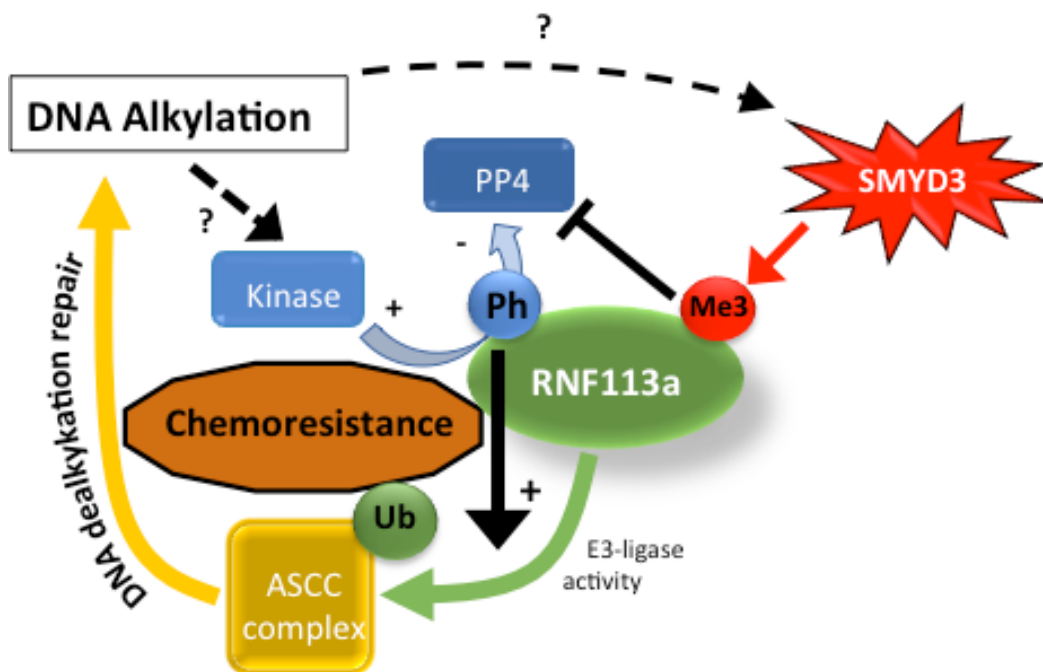 ?
DNA Alkylation
SMYD3
PP4
?
-
Kinase
+
Ph
Me3
RNF113a
Chemoresistance
DNA dealkykation repair
+
Ub
E3-ligase
activity
ASCC
complex